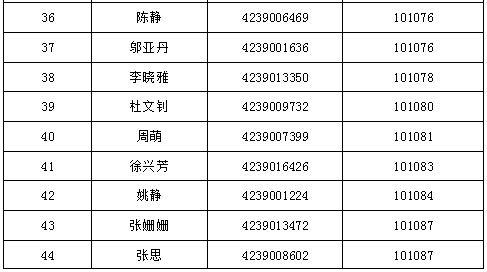 36 陈静 4239006469 101076
37 邬亚丹 4239001636 101076
38 李晓雅 4239013350 101078
39 杜文钊 4239009732 101080
40 周萌 4239007399 101081
41 徐兴芳 4239016426 101083
42 姚静 4239001224 101084
43 张姗姗 4239013472 101087
44 张思 4239008602 101087